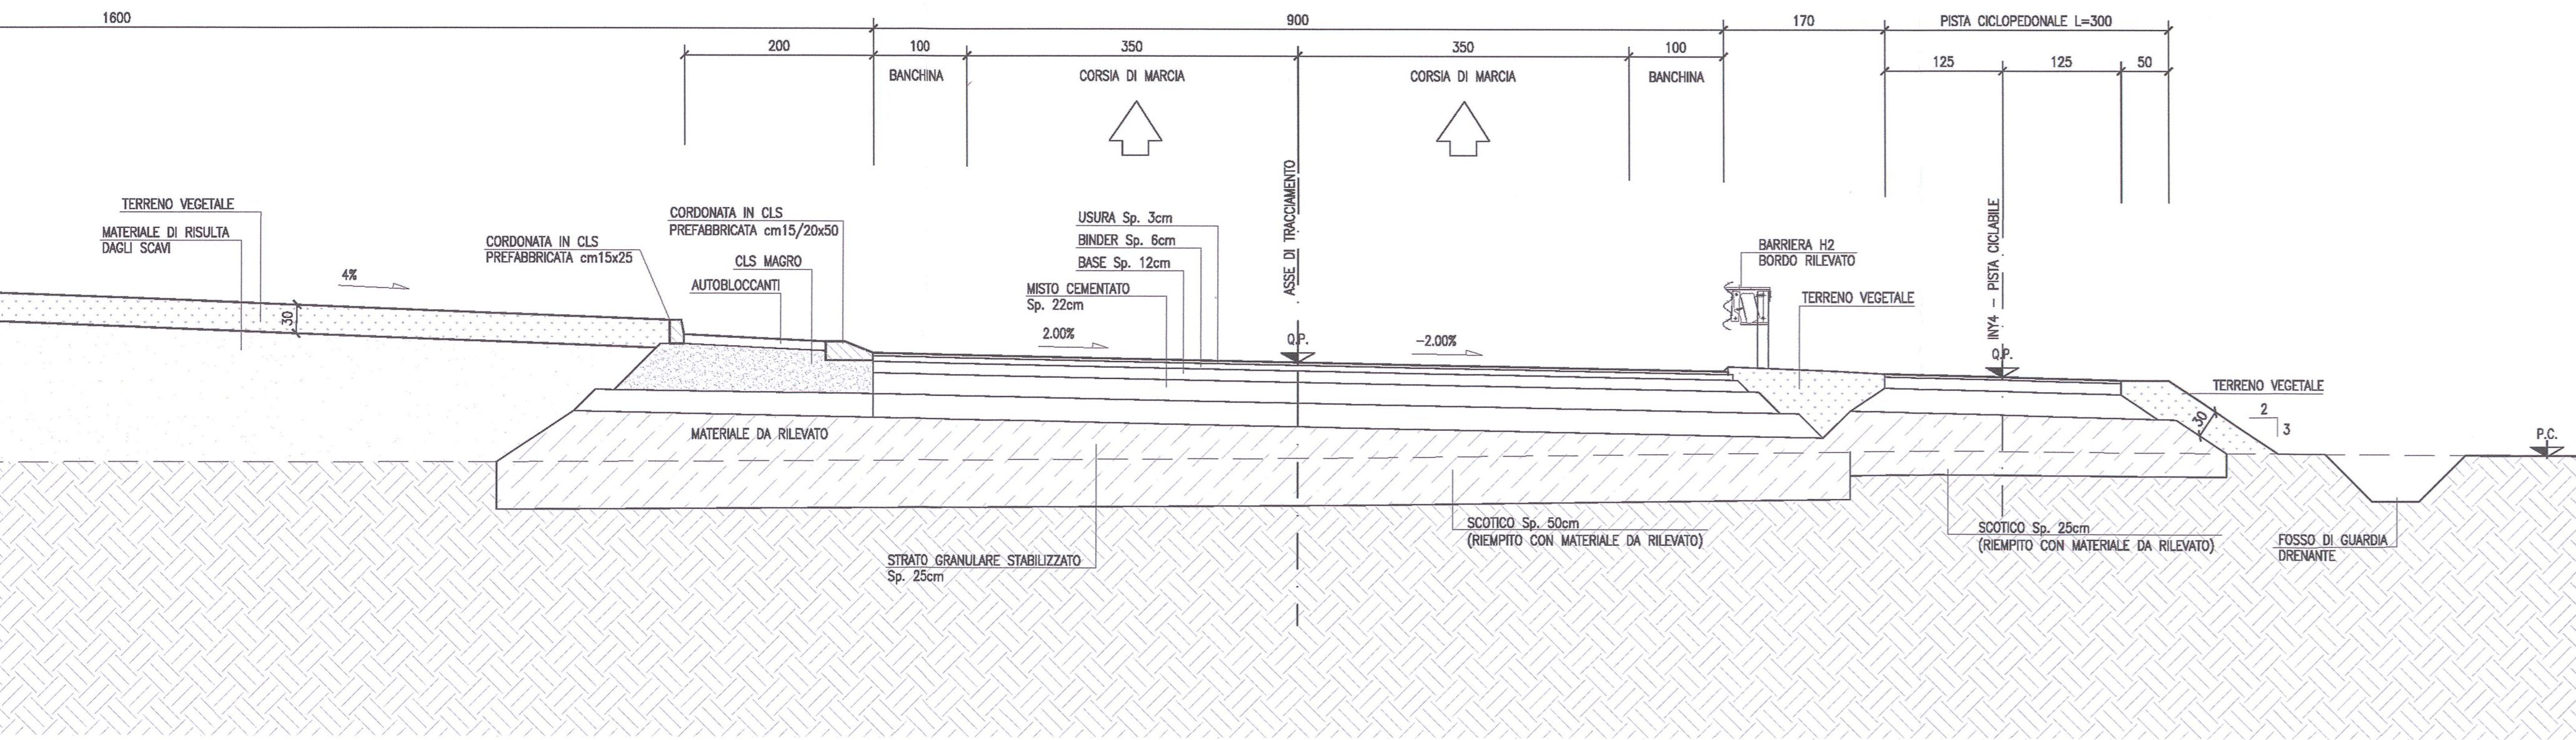 1600
900
170
PISTA CICLOPEDONALE L=300
200
100
350
350
100
125
125
50
BANCHINA
CORSIA DI MARCIA
CORSIA DI MARCIA
BANCHINA
ASSE DI TRACCIAMENTO
INY4 - PISTA CICLABILE
TERRENO VEGETALE
MATERIALE DI RISULTA
DAGLI SCAVI
4%
30
CORDONATA IN CLS
PREFABBRICATA cm15x25
CORDONATA IN CLS
PREFABBRICATA cm15/20x50
CLS MAGRO
AUTOBLOCCANTI
USURA Sp. 3cm
BINDER Sp. 6cm
BASE Sp. 12cm
MISTO CEMENTATO
Sp. 22cm
2.00%
Q.P.
-2.00%
BARRIERA H2
BORDO RILEVATO
TERRENO VEGETALE
Q.P.
TERRENO VEGETALE
30
2
3
P.C.
MATERIALE DA RILEVATO
STRATO GRANULARE STABILIZZATO
Sp. 25cm
SCOTICO Sp. 50cm
(RIEMPITO CON MATERIALE DA RILEVATO)
SCOTICO Sp. 25cm
(RIEMPITO CON MATERIALE DA RILEVATO)
FOSSO DI GUARDIA
DRENANTE